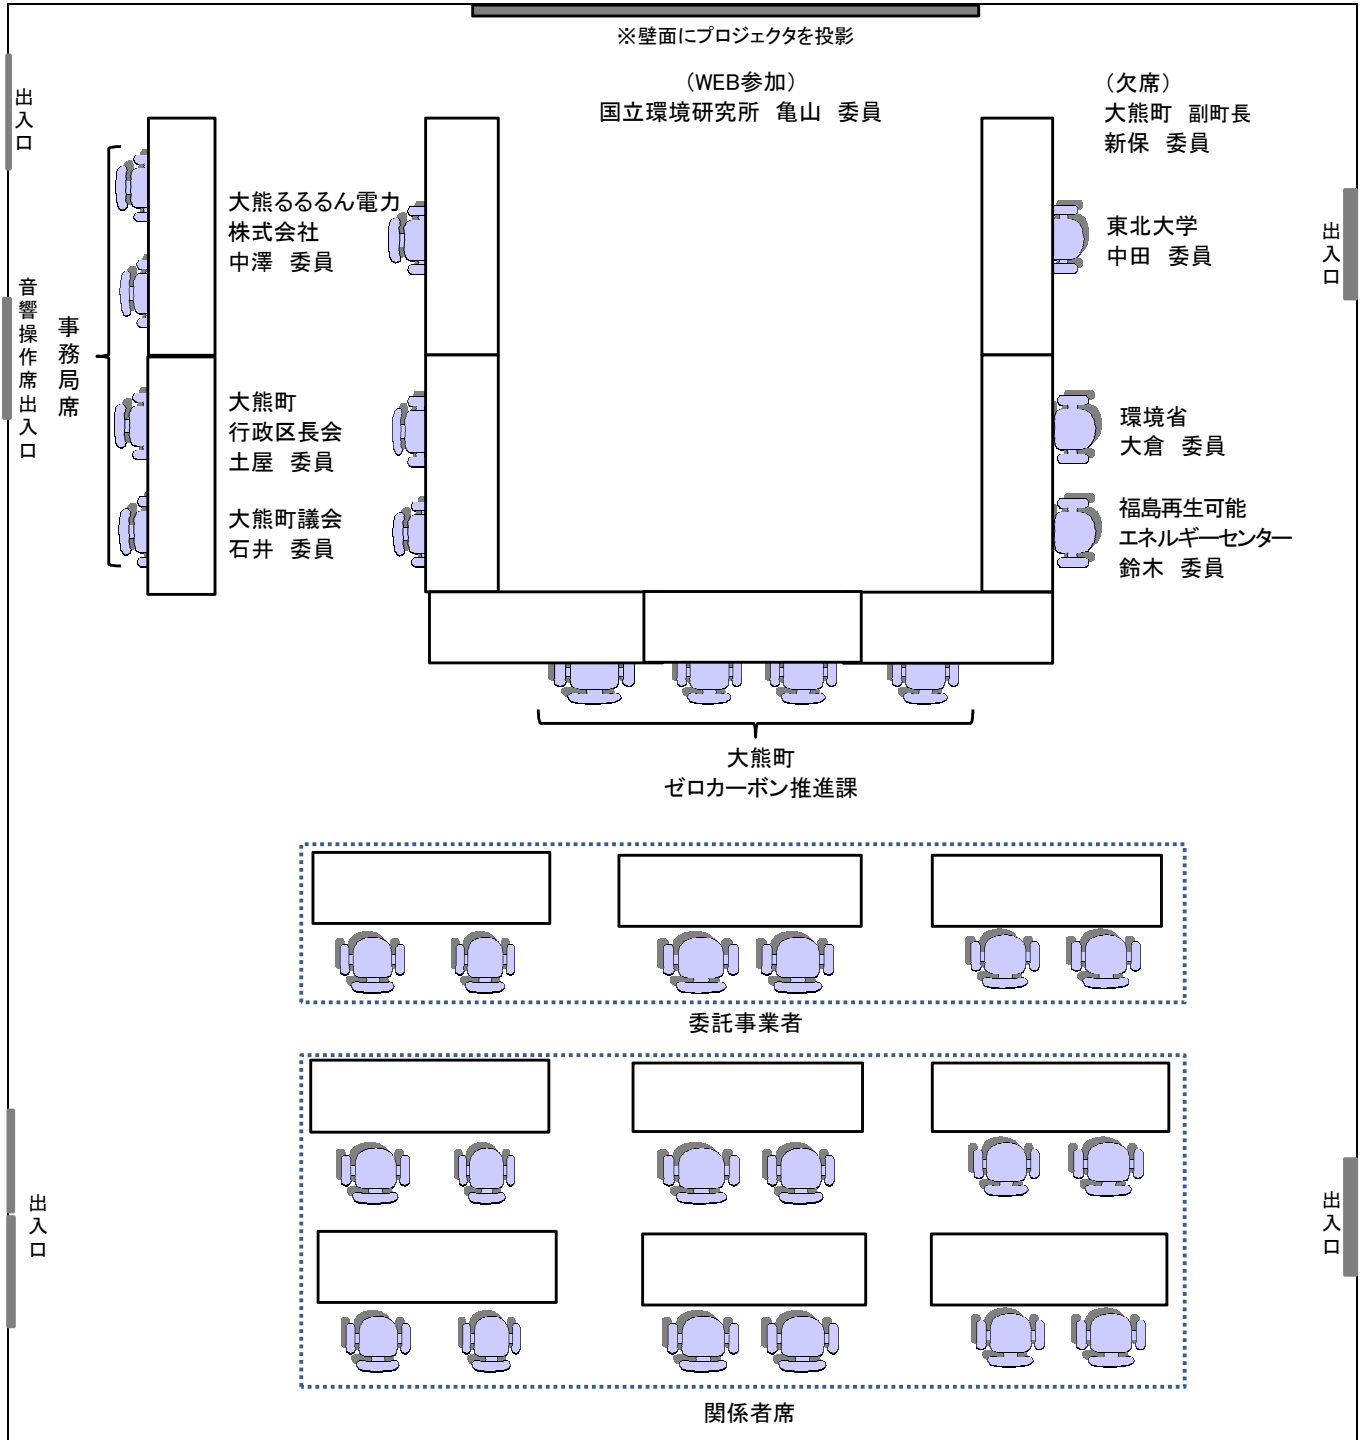 ※壁面にプロジェクタを投影
（WEB参加）
国立環境研究所　亀山　委員
（欠席）
大熊町　副町長
新保　委員
出入口
大熊るるるん電力
株式会社
中澤　委員
東北大学
中田　委員
出入口
音響操作席出入口
事務局席
大熊町
行政区長会
土屋　委員
環境省
大倉　委員
大熊町議会
石井　委員
福島再生可能
エネルギーセンター
鈴木　委員
大熊町
ゼロカーボン推進課
委託事業者
出入口
出入口
関係者席